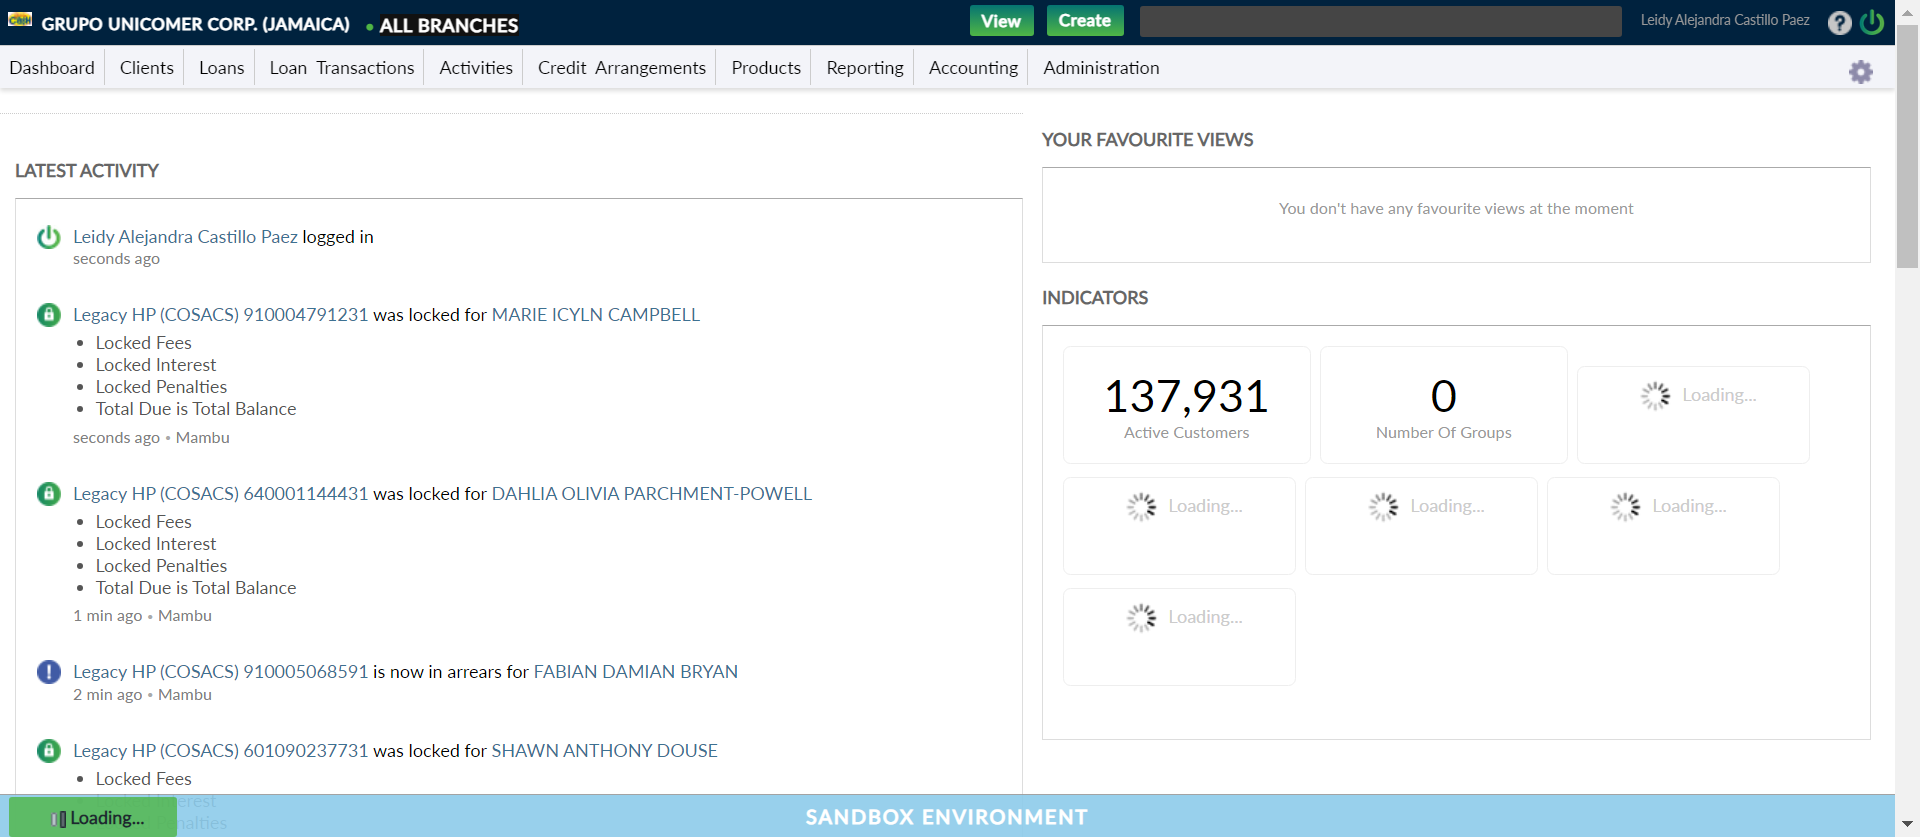 GRUPO UNICOMER CORP. (JAMAICA) • ALL BRANCHES
View
Create
Leidy Alejandra Castillo Paez
?
Dashboard
Clients
Loans
Loan Transactions
Activities
Credit Arrangements
Products
Reporting
Accounting
Administration
LATEST ACTIVITY
Leidy Alejandra Castillo Paez logged in
seconds ago
Legacy HP (COSACS) 910004791231 was locked for MARIE ICYLN CAMPBELL
• Locked Fees
• Locked Interest
• Locked Penalties
• Total Due is Total Balance
seconds ago • Mambu
Legacy HP (COSACS) 640001144431 was locked for DAHLIA OLIVIA PARCHMENT-POWELL
• Locked Fees
• Locked Interest
• Locked Penalties
• Total Due is Total Balance
1 min ago • Mambu
Legacy HP (COSACS) 910005068591 is now in arrears for FABIAN DAMIAN BRYAN
2 min ago • Mambu
Legacy HP (COSACS) 601090237731 was locked for SHAWN ANTHONY DOUSE
• Locked Fees
YOUR FAVOURITE VIEWS
You don't have any favourite views at the moment
INDICATORS
137,931
Active Customers
0
Number Of Groups
Loading...
Loading...
Loading...
Loading...
Loading...
Loading...
SANDBOX ENVIRONMENT